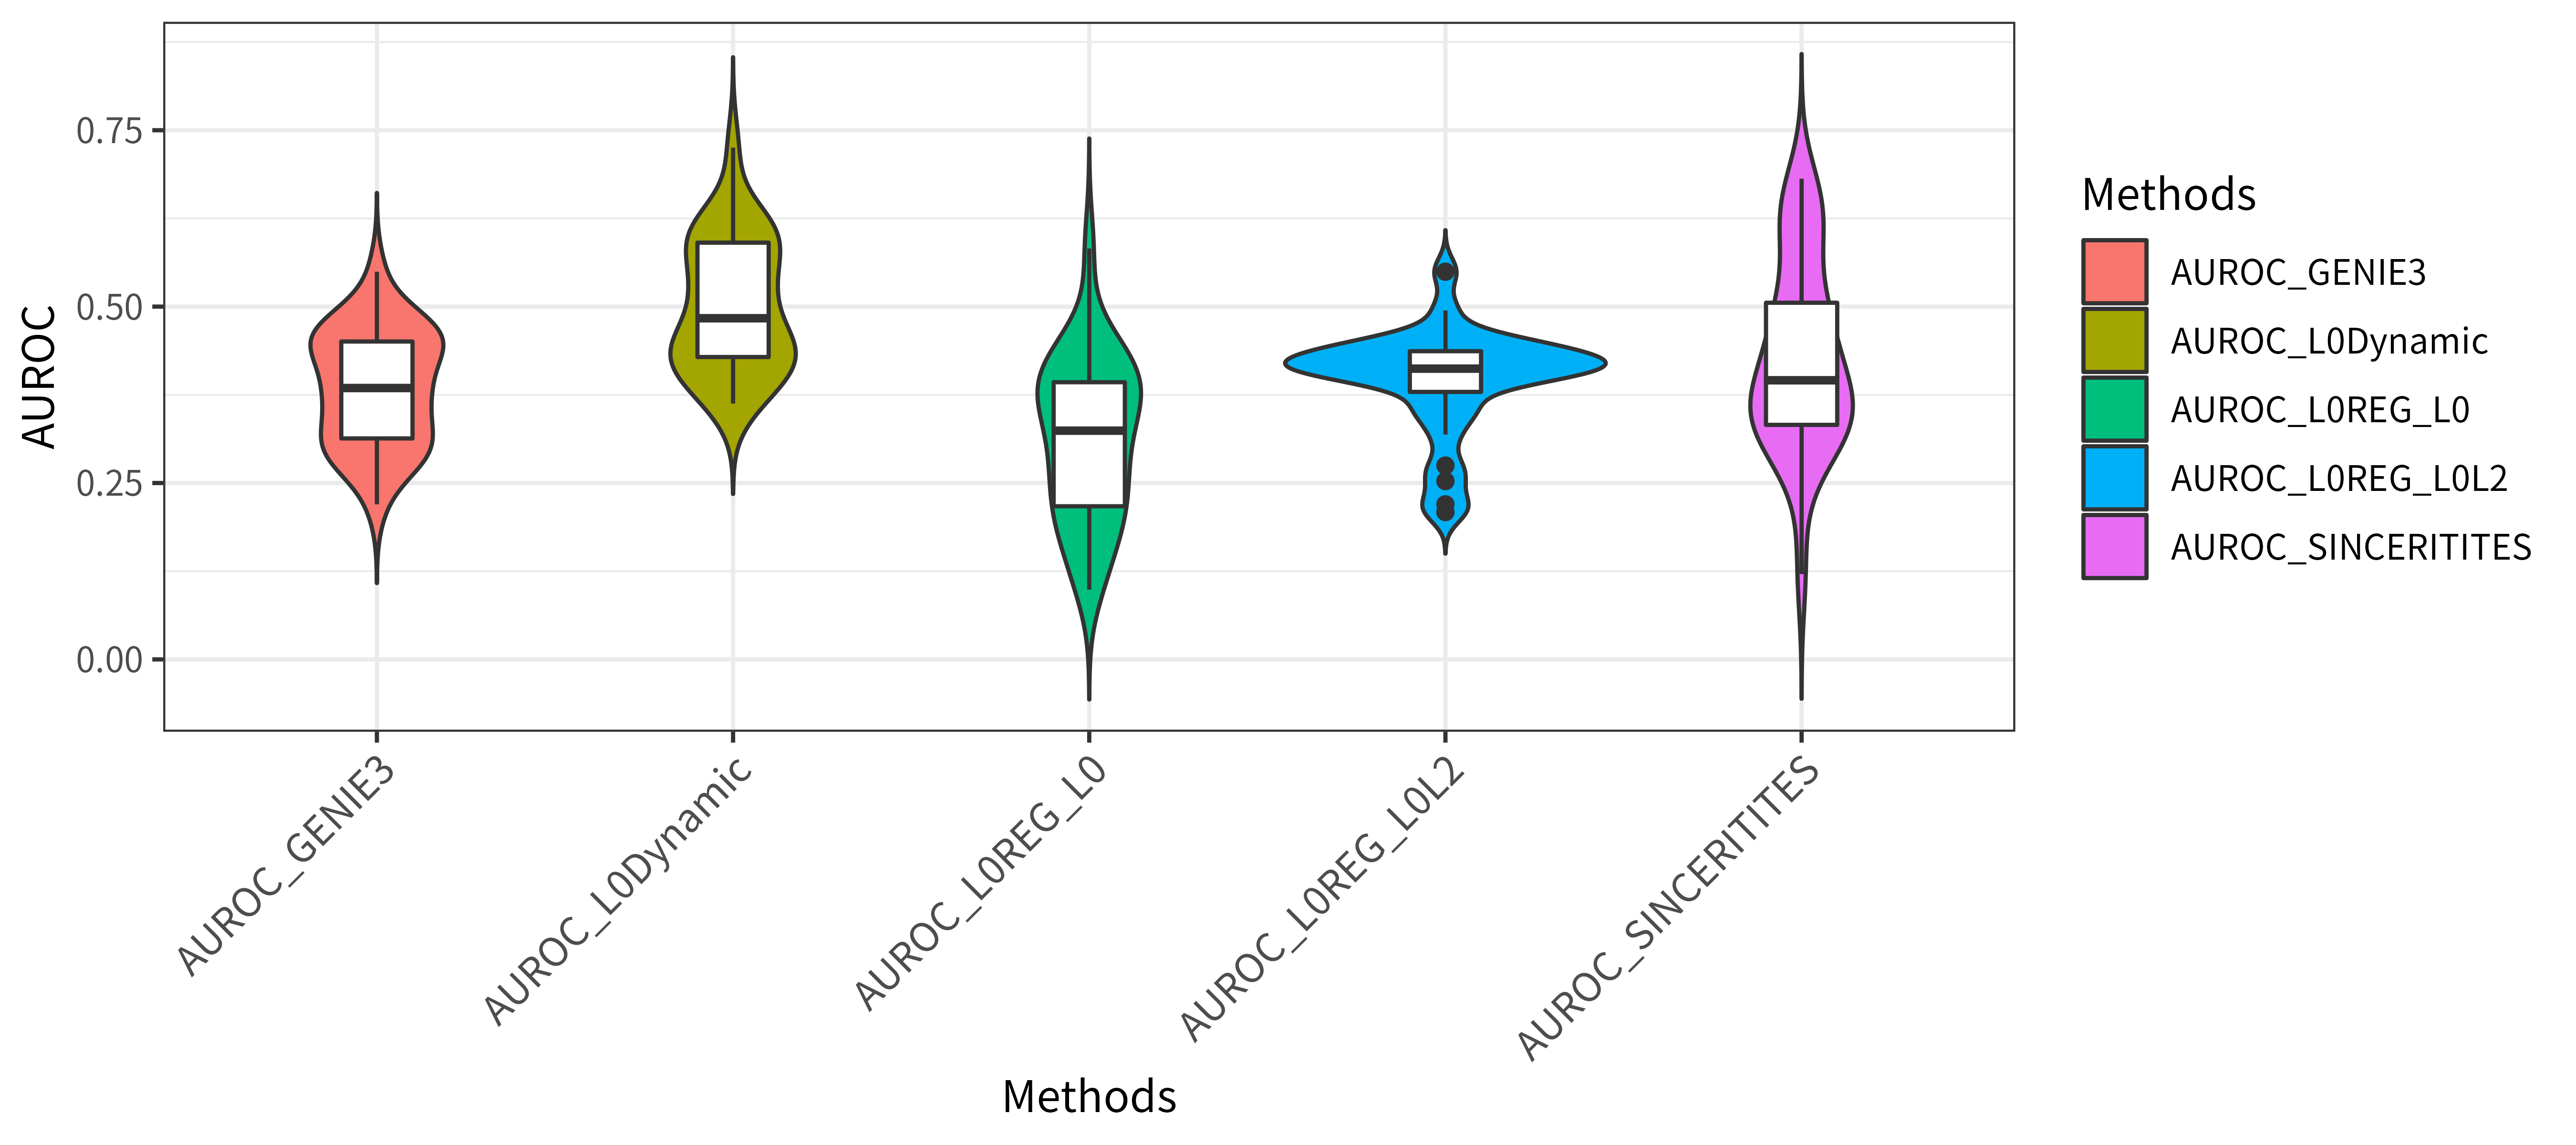 AUROC
0.75
0.50
0.25
0.00
AUROC_GENIE3
AUROC_L0Dynamic
AUROC_L0REG_L0
AUROC_L0REG_L0L2
AUROC_SINCERITITES
Methods
Methods
AUROC_GENIE3
AUROC_L0Dynamic
AUROC_L0REG_L0
AUROC_L0REG_L0L2
AUROC_SINCERITITES